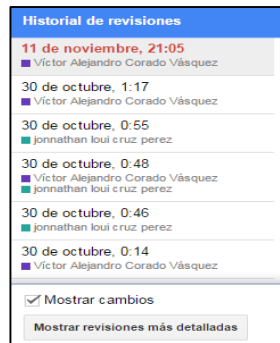 Historial de revisiones
11 de noviembre, 21:05
Víctor Alejandro Corado Vásquez
30 de octubre, 1:17
Víctor Alejandro Corado Vásquez
30 de octubre, 0:55
jonnathan loui cruz perez
30 de octubre, 0:48
Víctor Alejandro Corado Vásquez
jonnathan loui cruz perez
30 de octubre, 0:46
jonnathan loui cruz perez
30 de octubre, 0:14
Víctor Alejandro Corado Vásquez
Mostrar cambios
Mostrar revisiones más detalladas